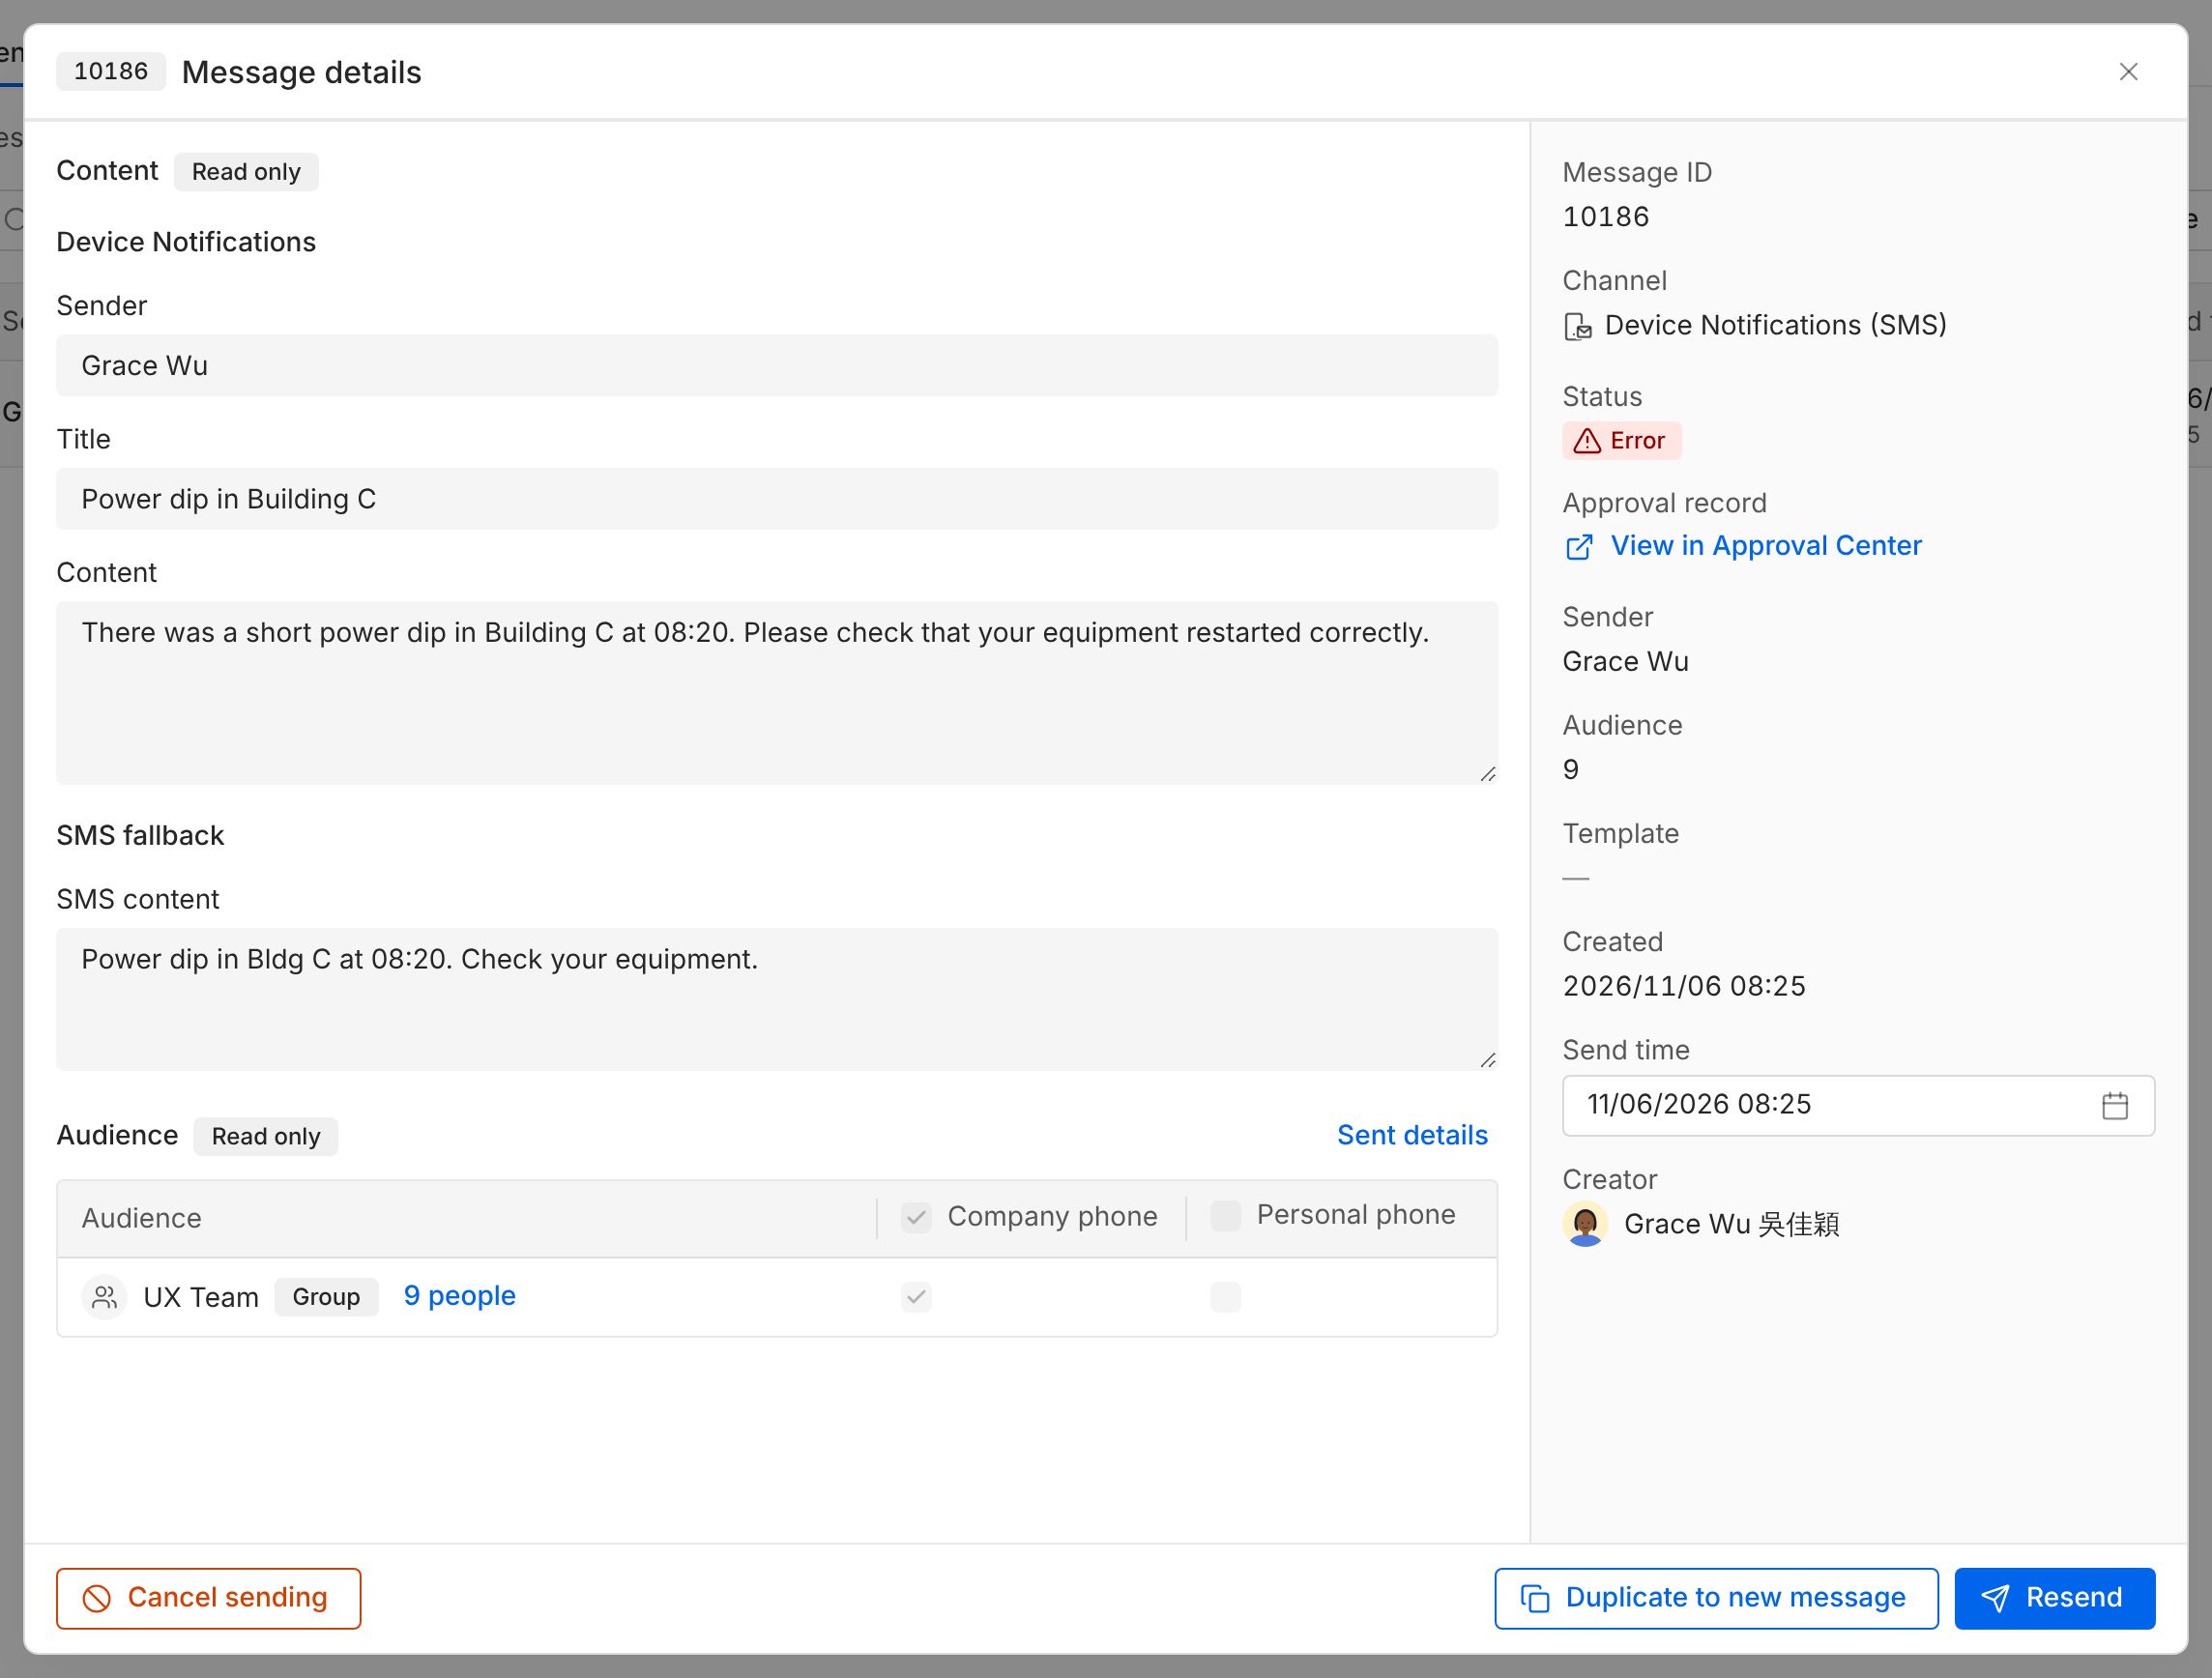 10186 Message details
Content Read only
Device Notifications
Sender
Grace Wu
Title
Power dip in Building C
Content
There was a short power dip in Building C at 08:20. Please check that your equipment restarted correctly.
SMS fallback
SMS content
Power dip in Bldg C at 08:20. Check your equipment.
Audience Read only Sent details
Audience Company phone Personal phone
UX Team Group 9 people
Message ID
10186
Channel
Device Notifications (SMS)
Status
Error
Approval record
View in Approval Center
Sender
Grace Wu
Audience
9
Template
—
Created
2026/11/06 08:25
Send time
11/06/2026 08:25
Creator
Grace Wu 吳佳穎
Cancel sending Duplicate to new message Resend